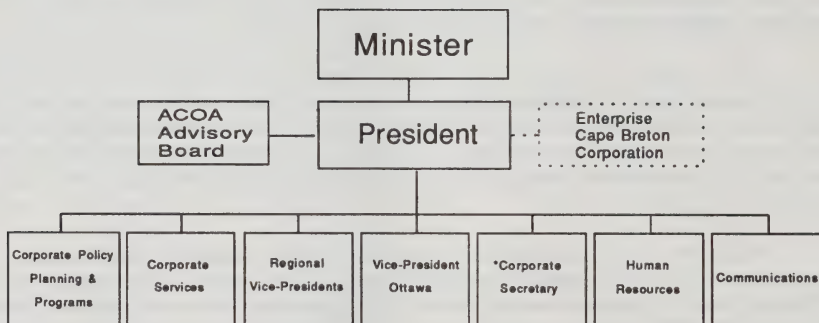 Minister
ACOA
Advisory
Board
President
Enterprise
Cape Breton
Corporation
Corporate Policy
Planning &
Programs
Corporate
Services
Regional
Vice-Presidents
Vice-President
Ottawa
*Corporate
Secretary
Human
Resources
Communications